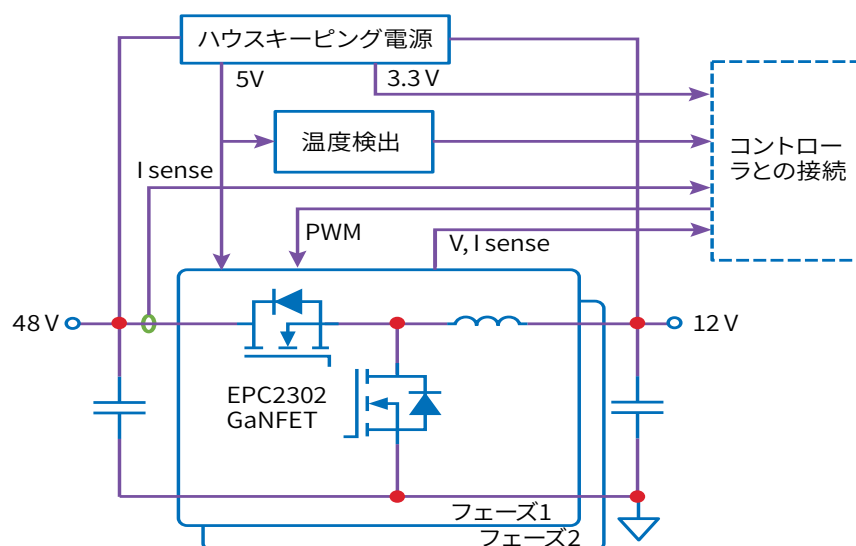 ハウスキーピング電源
5V
3.3 V
温度検出
コントロー
ラとの接続
I sense
PWM
V, I sense
48 V
12 V
EPC2302
GaNFET
フェーズ1
フェーズ2